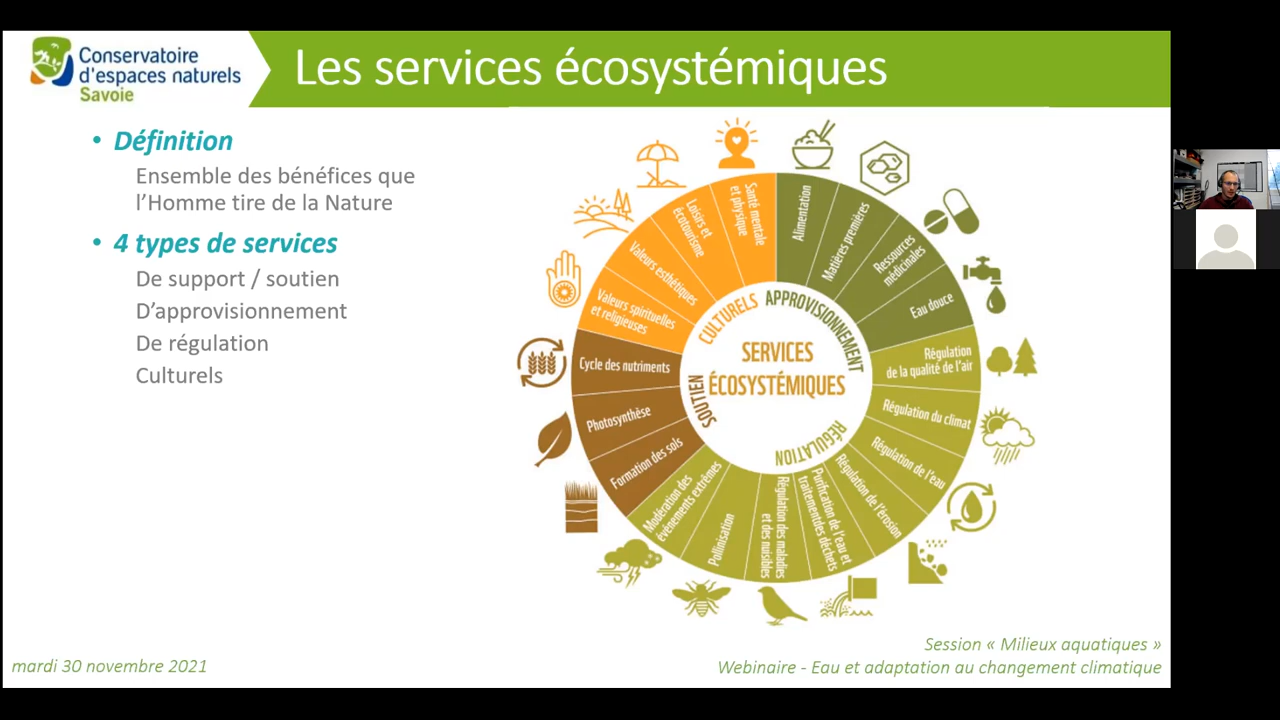 Conservatoire
d'espaces naturels
Savoie
Les services écosystémiques
• Définition
Ensemble des bénéfices que
l'Homme tire de la Nature
• 4 types de services
De support / soutien
D'approvisionnement
De régulation
Culturels
SERVICES
ÉCOSYSTÉMIQUES
APPROVISIONNEMENT
Alimentation
Matières premières
Ressources
médicinales
Eau douce
RÉGULATION
Régulation
de la qualité de l'air
Régulation du climat
Régulation de l'eau
Régulation de l'érosion
Purification de l'eau et
traitementdes déchets
Régulation des maladies
et des nuisibles
Pollinisation
Modération des
événements extrêmes
SOUTIEN
Formation des sols
Photosynthèse
Cycle des nutriments
CULTURELS
Valeurs spirituelles
et religieuses
Valeurs esthétiques
Loisirs et
écotourisme
Santé mentale
et physique
mardi 30 novembre 2021
Session « Milieux aquatiques »
Webinaire - Eau et adaptation au changement climatique